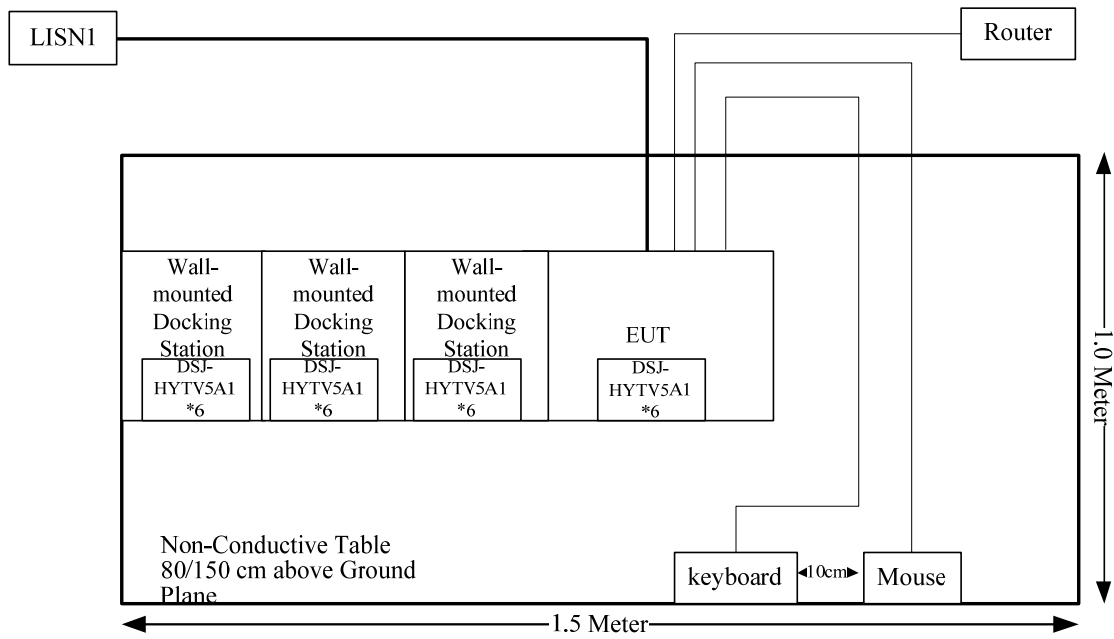 LISN1
Router
Wall-
mounted
Docking
Station
DSJ-
HYTV5A1
*6
Wall-
mounted
Docking
Station
DSJ-
HYTV5A1
*6
Wall-
mounted
Docking
Station
DSJ-
HYTV5A1
*6
EUT
DSJ-
HYTV5A1
*6
1.0 Meter
Non-Conductive Table
80/150 cm above Ground
Plane
keyboard
10cm
Mouse
1.5 Meter